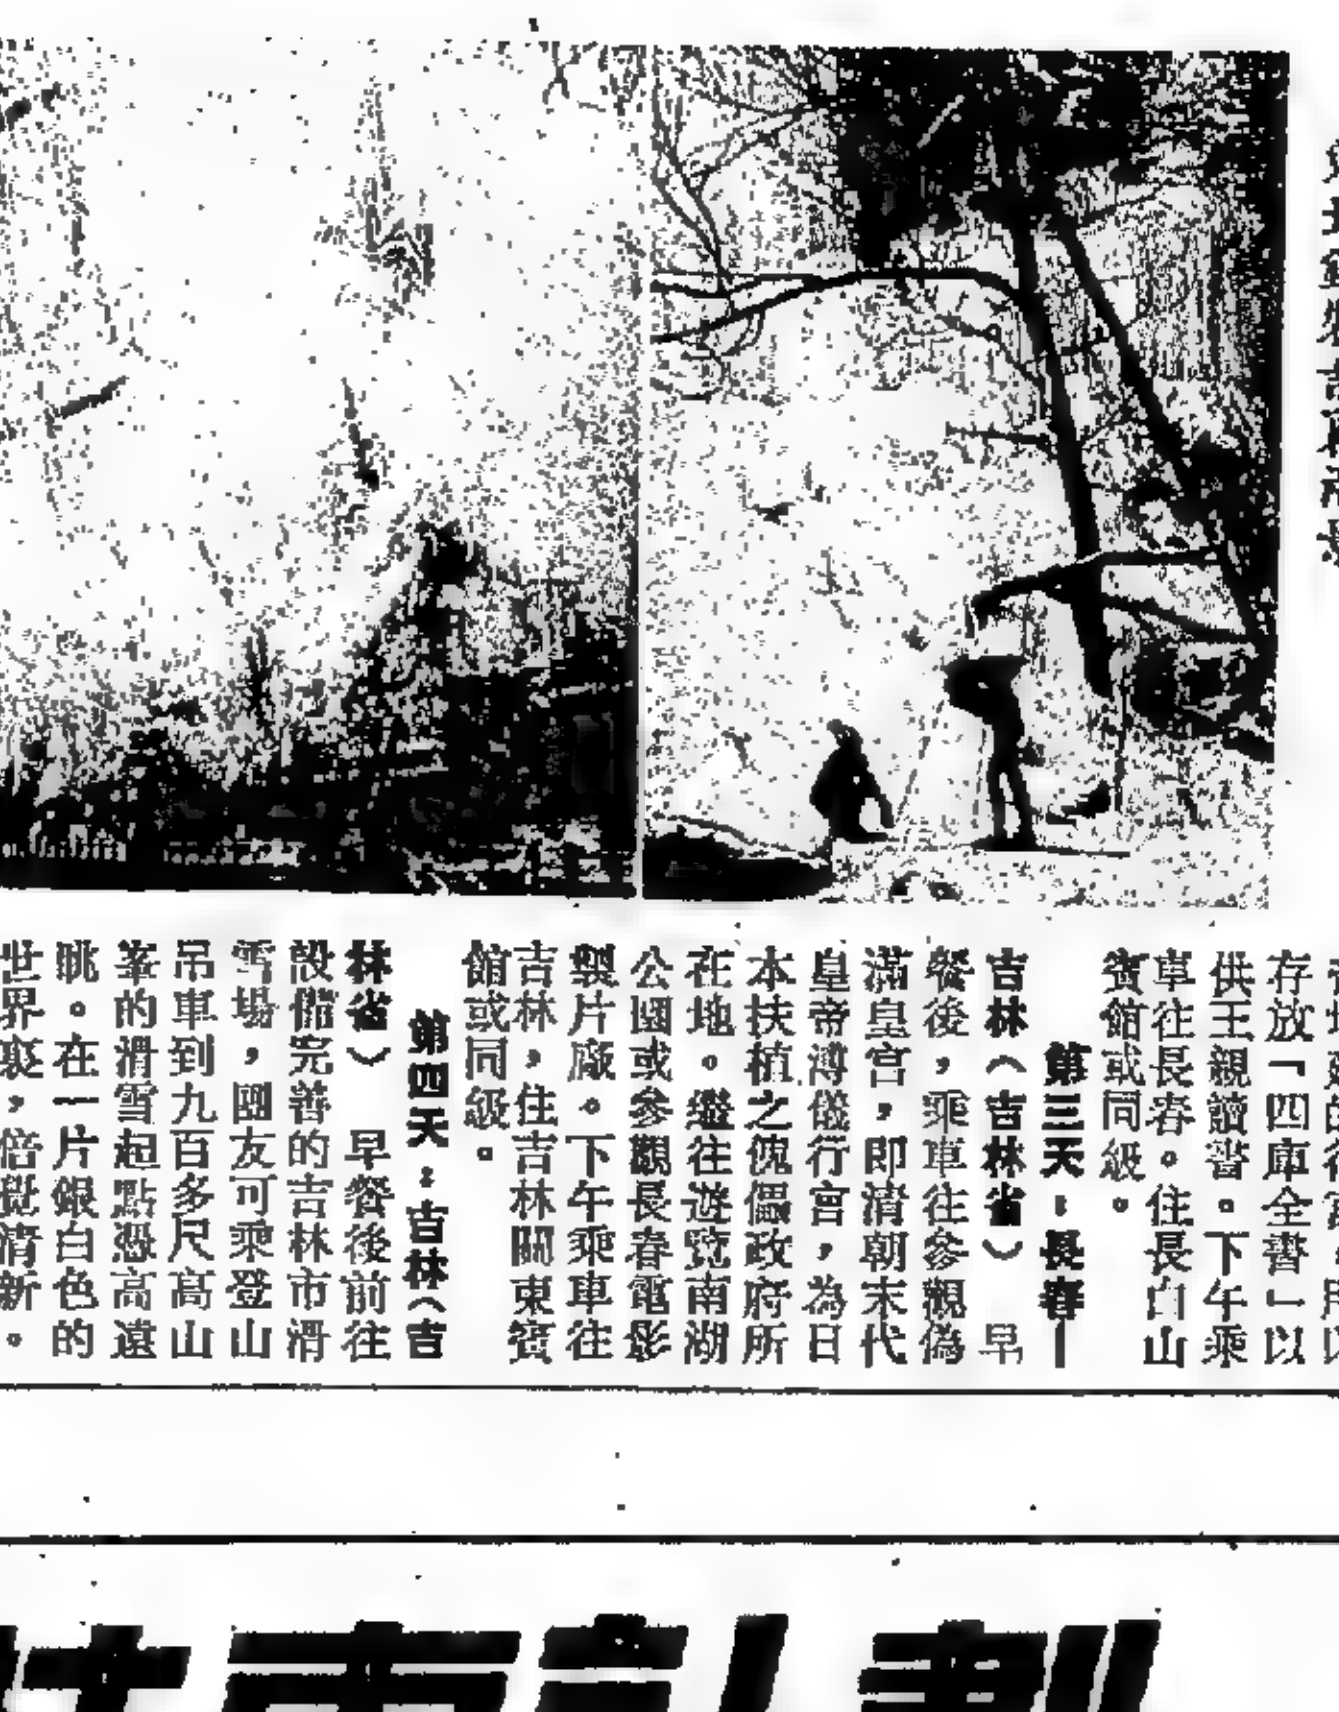 存放「四庫全書」以
供王親讀書。下午乘
車往長春。住長白山
賓館或同級。
第三天：長春—
吉林（吉林省） 早
餐後，乘車往參觀偽
滿皇宮，即清朝末代
皇帝溥儀行宮，為日
本扶植之傀儡政府所
在地。繼往遊覽南湖
公園或參觀長春電影
製片廠。下午乘車往
吉林，住吉林關東賓
館或同級。
第四天：吉林（吉
林省） 早餐後前往
設備完善的吉林市滑
雪場，團友可乘登山
吊車到九百多尺高山
峯的滑雪起點憑高遠
眺。在一片銀白色的
世界裏，倍覺清新。